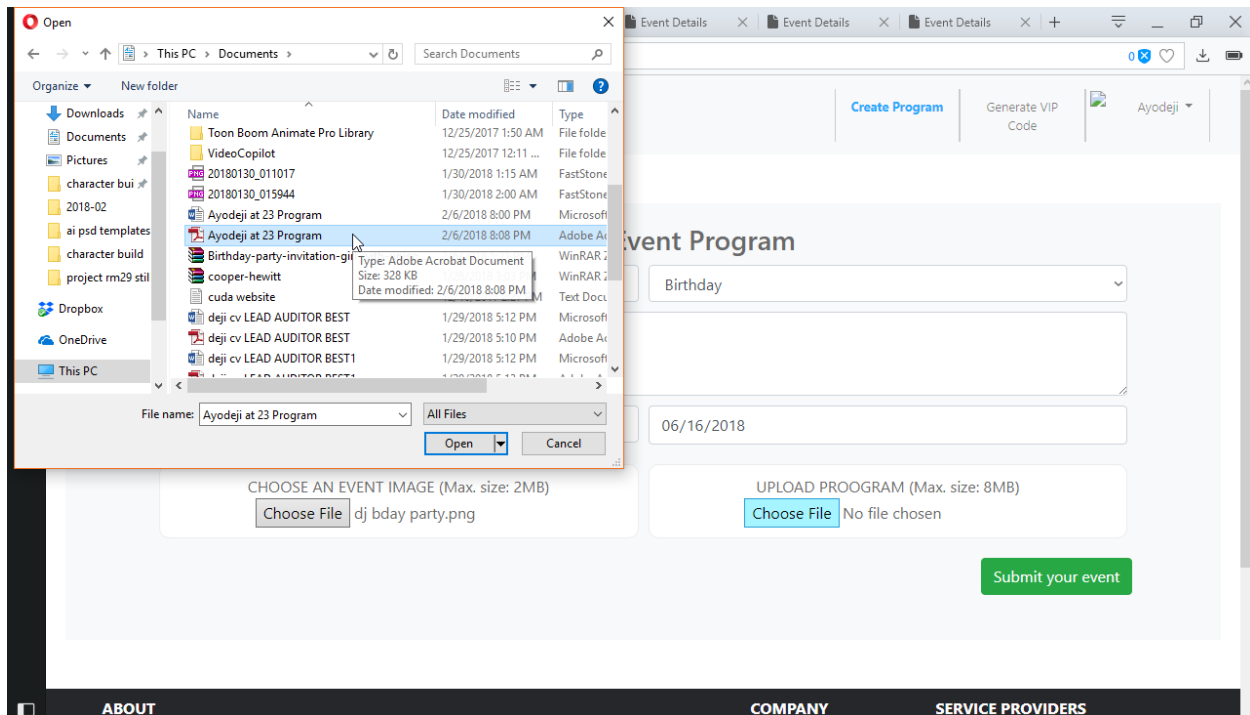 Open
Event Details
Event Details
Event Details
This PC > Documents >
Search Documents
0
Organize
New folder
Create Program
Generate VIP
Code
Ayodeji
Downloads
Documents
Pictures
character bui
2018-02
ai psd templates
character build
project rm29 stil
Dropbox
OneDrive
This PC
Name Date modified Type
Toon Boom Animate Pro Library 12/25/2017 1:50 AM File folde
VideoCopilot 12/25/2017 12:11 ... File folde
20180130_011017 1/30/2018 1:15 AM FastStone
20180130_015944 1/30/2018 2:00 AM FastStone
Ayodeji at 23 Program 2/6/2018 8:00 PM Microsoft
Ayodeji at 23 Program 2/6/2018 8:08 PM Adobe Ac
Birthday-party-invitation-gi WinRAR Z
cooper-hewitt WinRAR Z
cuda website Text Docu
deji cv LEAD AUDITOR BEST 1/29/2018 5:12 PM Microsoft
deji cv LEAD AUDITOR BEST 1/29/2018 5:10 PM Adobe Ac
deji cv LEAD AUDITOR BEST1 1/29/2018 5:12 PM Microsoft
Type: Adobe Acrobat Document
Size: 328 KB
Date modified: 2/6/2018 8:08 PM
File name: Ayodeji at 23 Program
All Files
Open
Cancel
Event Program
Birthday
06/16/2018
CHOOSE AN EVENT IMAGE (Max. size: 2MB)
Choose File dj bday party.png
UPLOAD PROOGRAM (Max. size: 8MB)
Choose File No file chosen
Submit your event
ABOUT
COMPANY
SERVICE PROVIDERS